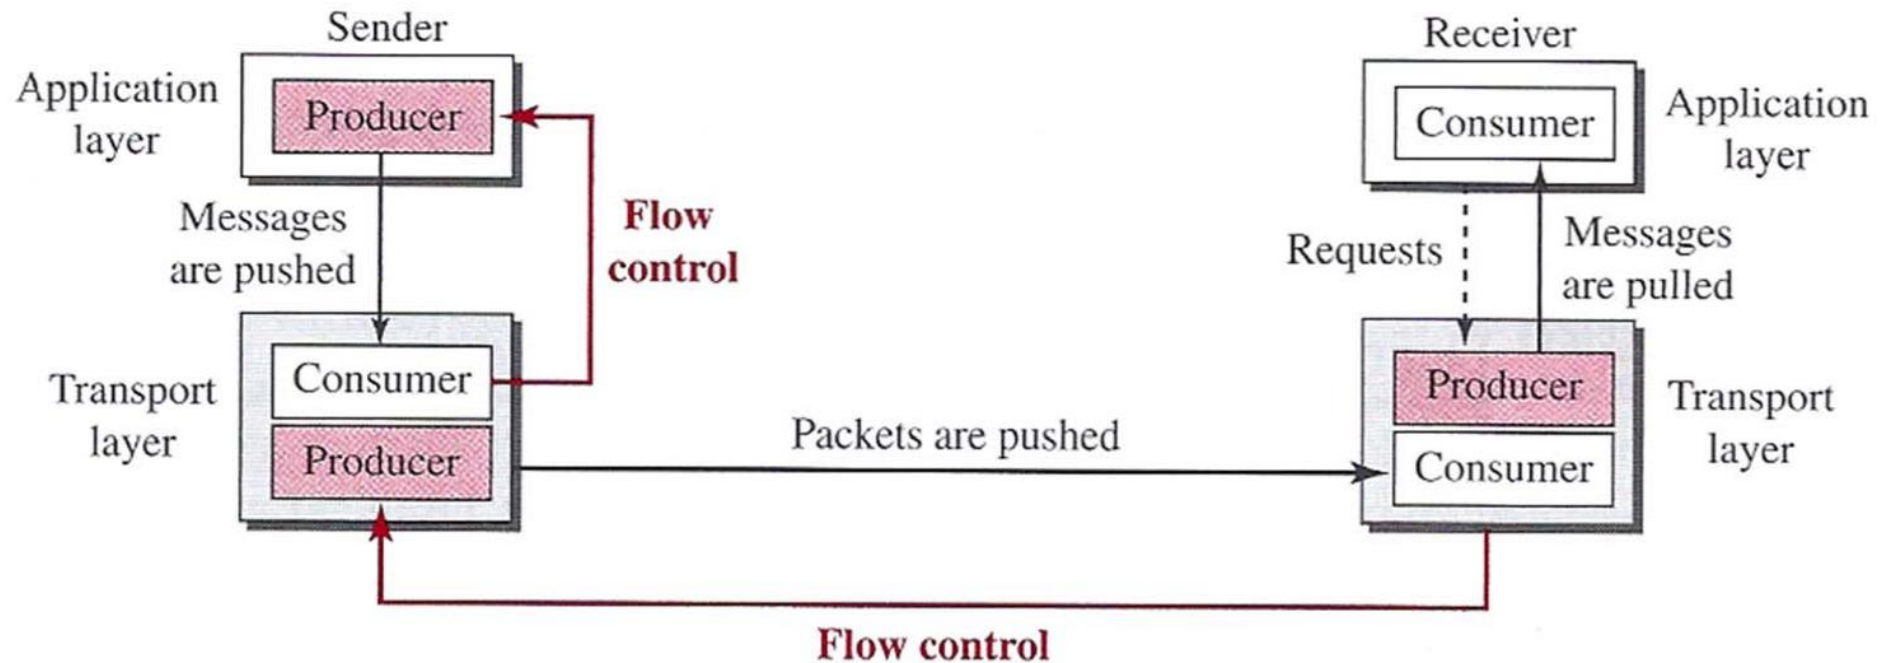 Sender
Receiver
Application
layer
Producer
Consumer
Application
layer
Messages
are pushed
Flow
control
Requests
Messages
are pulled
Transport
layer
Consumer
Producer
Packets are pushed
Producer
Consumer
Transport
layer
Flow control